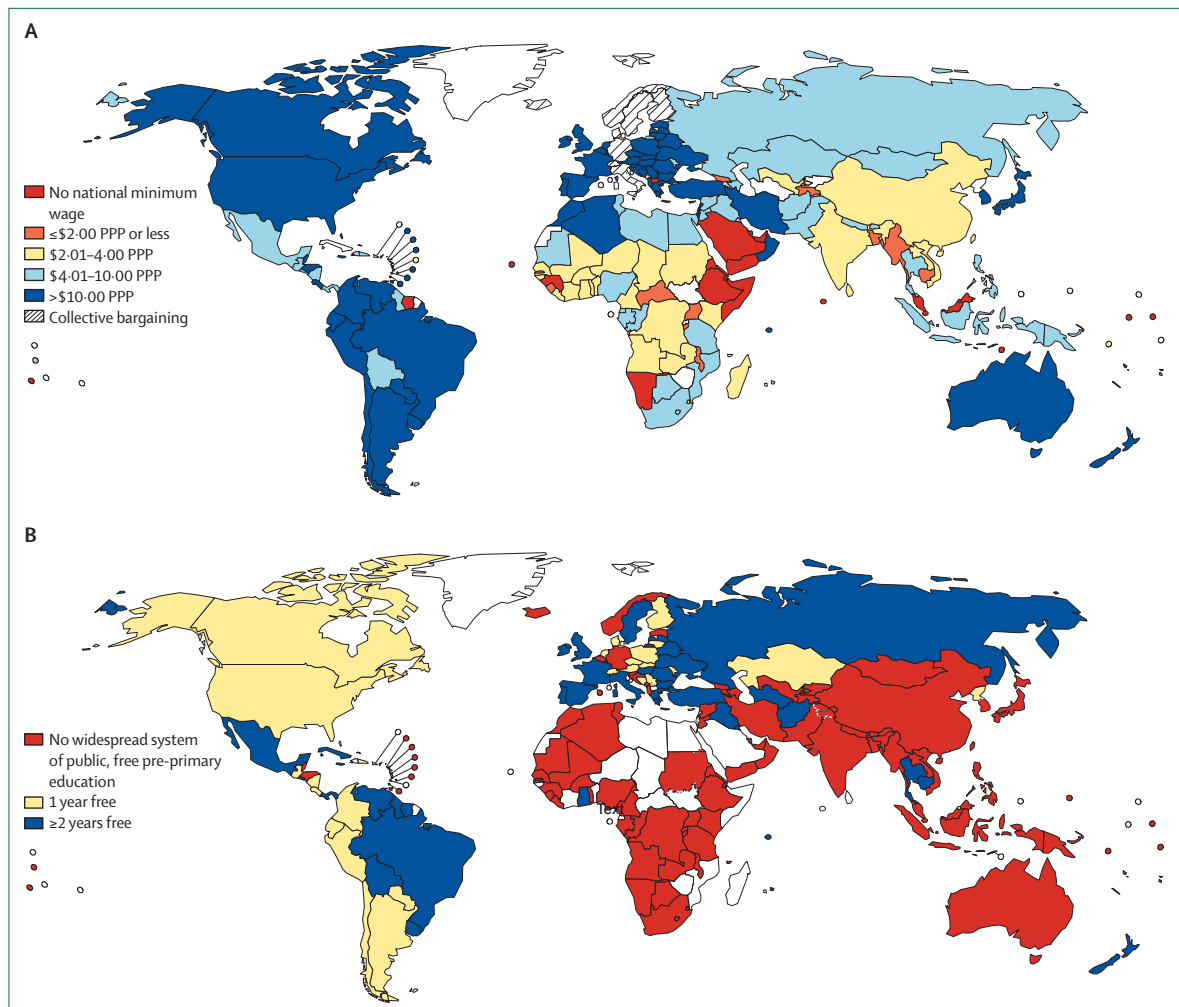 A
No national minimum
wage
≤$2·00 PPP or less
$2·01–4·00 PPP
$4·01–10·00 PPP
>$10·00 PPP
Collective bargaining
B
No widespread system
of public, free pre-primary
education
1 year free
≥2 years free
Text